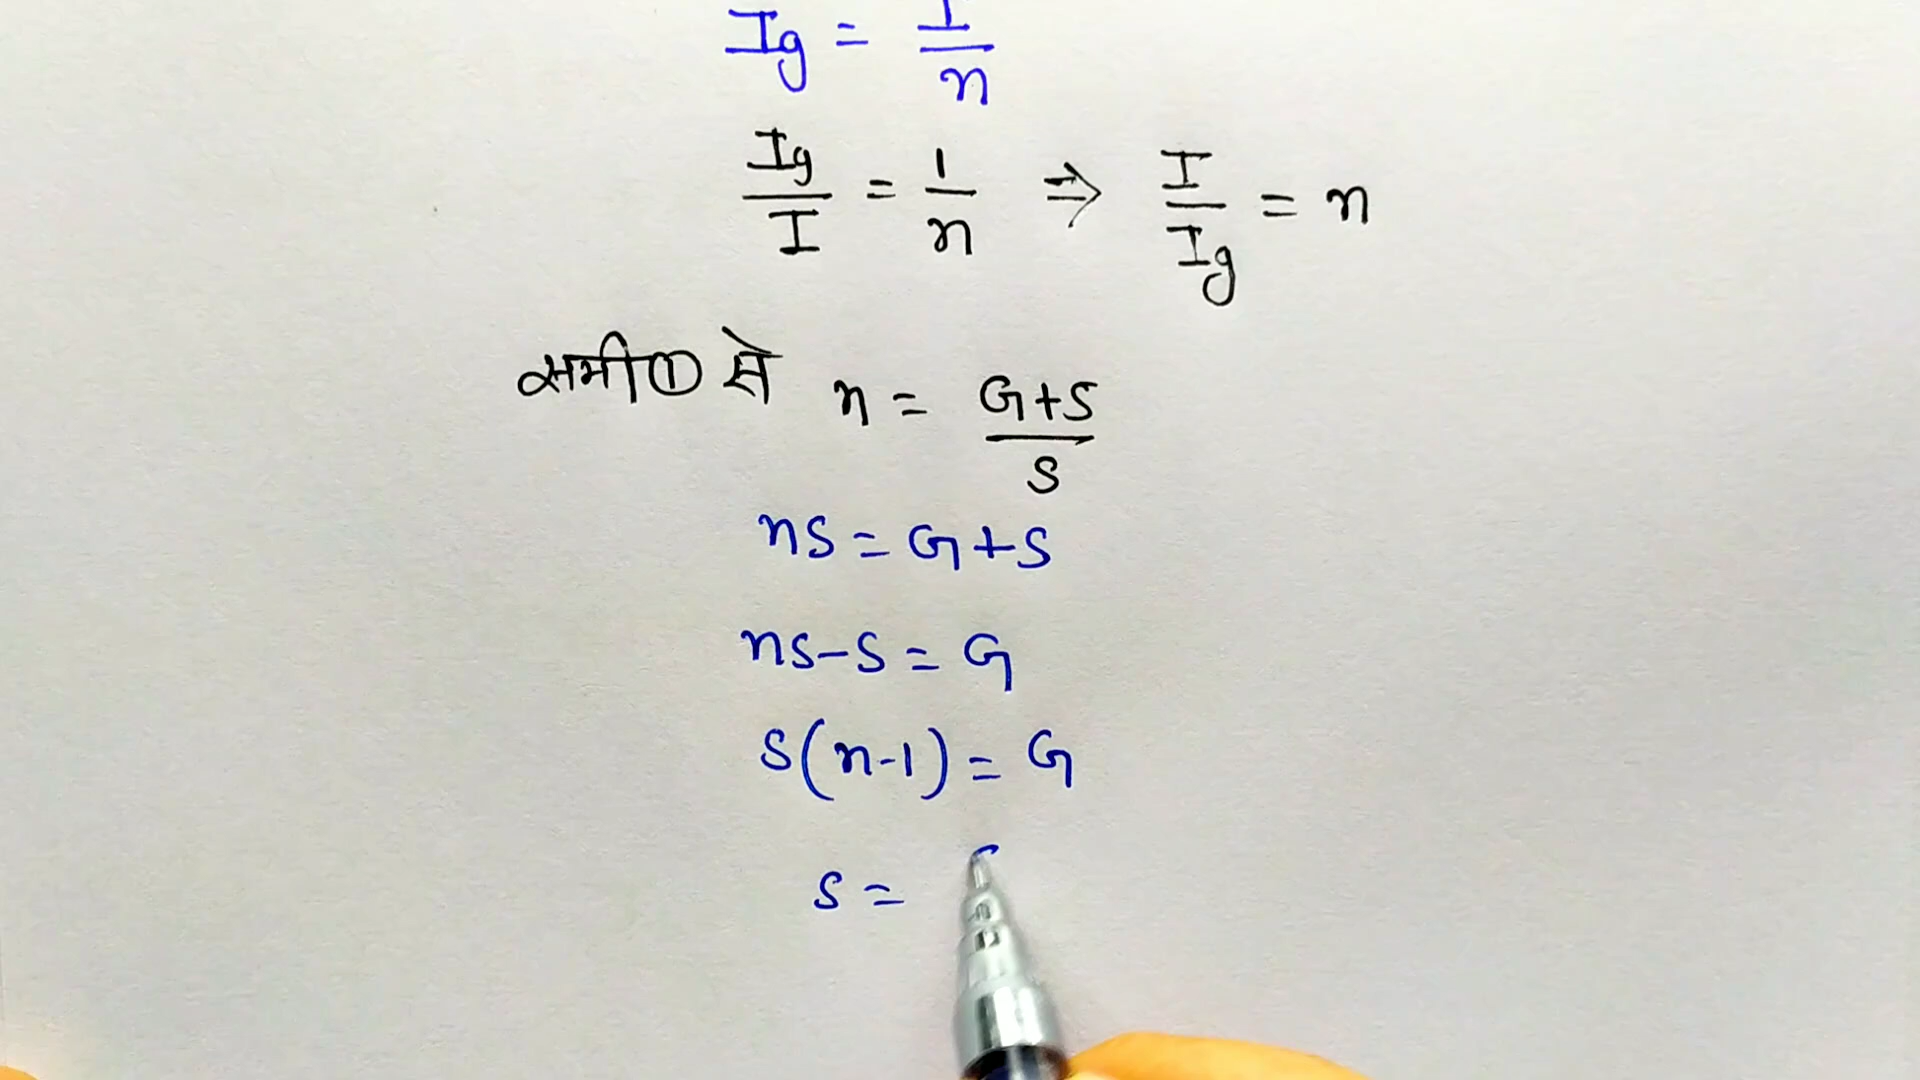 Ig = I/n
Ig/I = 1/n ⇒ I/Ig = n
समी① से n = G+S/S
nS = G+S
nS-S = G
S(n-1) = G
S =